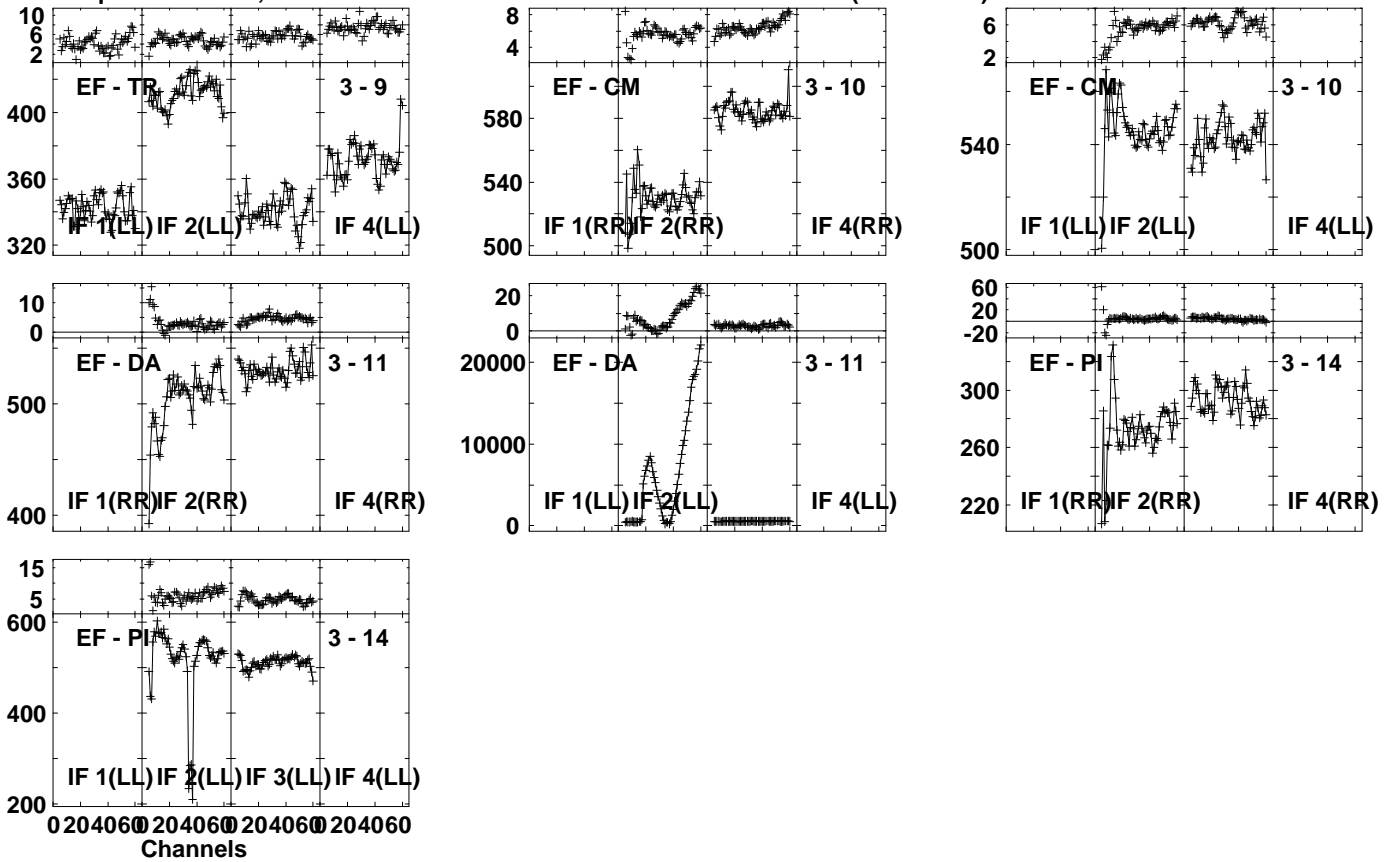 10
6
2
EF - TR
3 - 9
400
360
320
IF 1(LL)
IF 2(LL)
IF 4(LL)
8
4
EF - CM
3 - 10
580
540
500
IF 1(RR)
IF 2(RR)
IF 4(RR)
6
2
EF - CM
3 - 10
540
500
IF 1(LL)
IF 2(LL)
IF 4(LL)
10
0
EF - DA
3 - 11
500
400
IF 1(RR)
IF 2(RR)
IF 4(RR)
20
0
EF - DA
3 - 11
20000
10000
0
IF 1(LL)
IF 2(LL)
IF 4(LL)
60
20
-20
EF - PI
3 - 14
300
260
220
IF 1(RR)
IF 2(RR)
IF 4(RR)
15
5
EF - PI
3 - 14
600
400
200
IF 1(LL)
IF 2(LL)
IF 3(LL)
IF 4(LL)
0 20 40 60 0 20 40 60 0 20 40 60 0 20 40 60
Channels